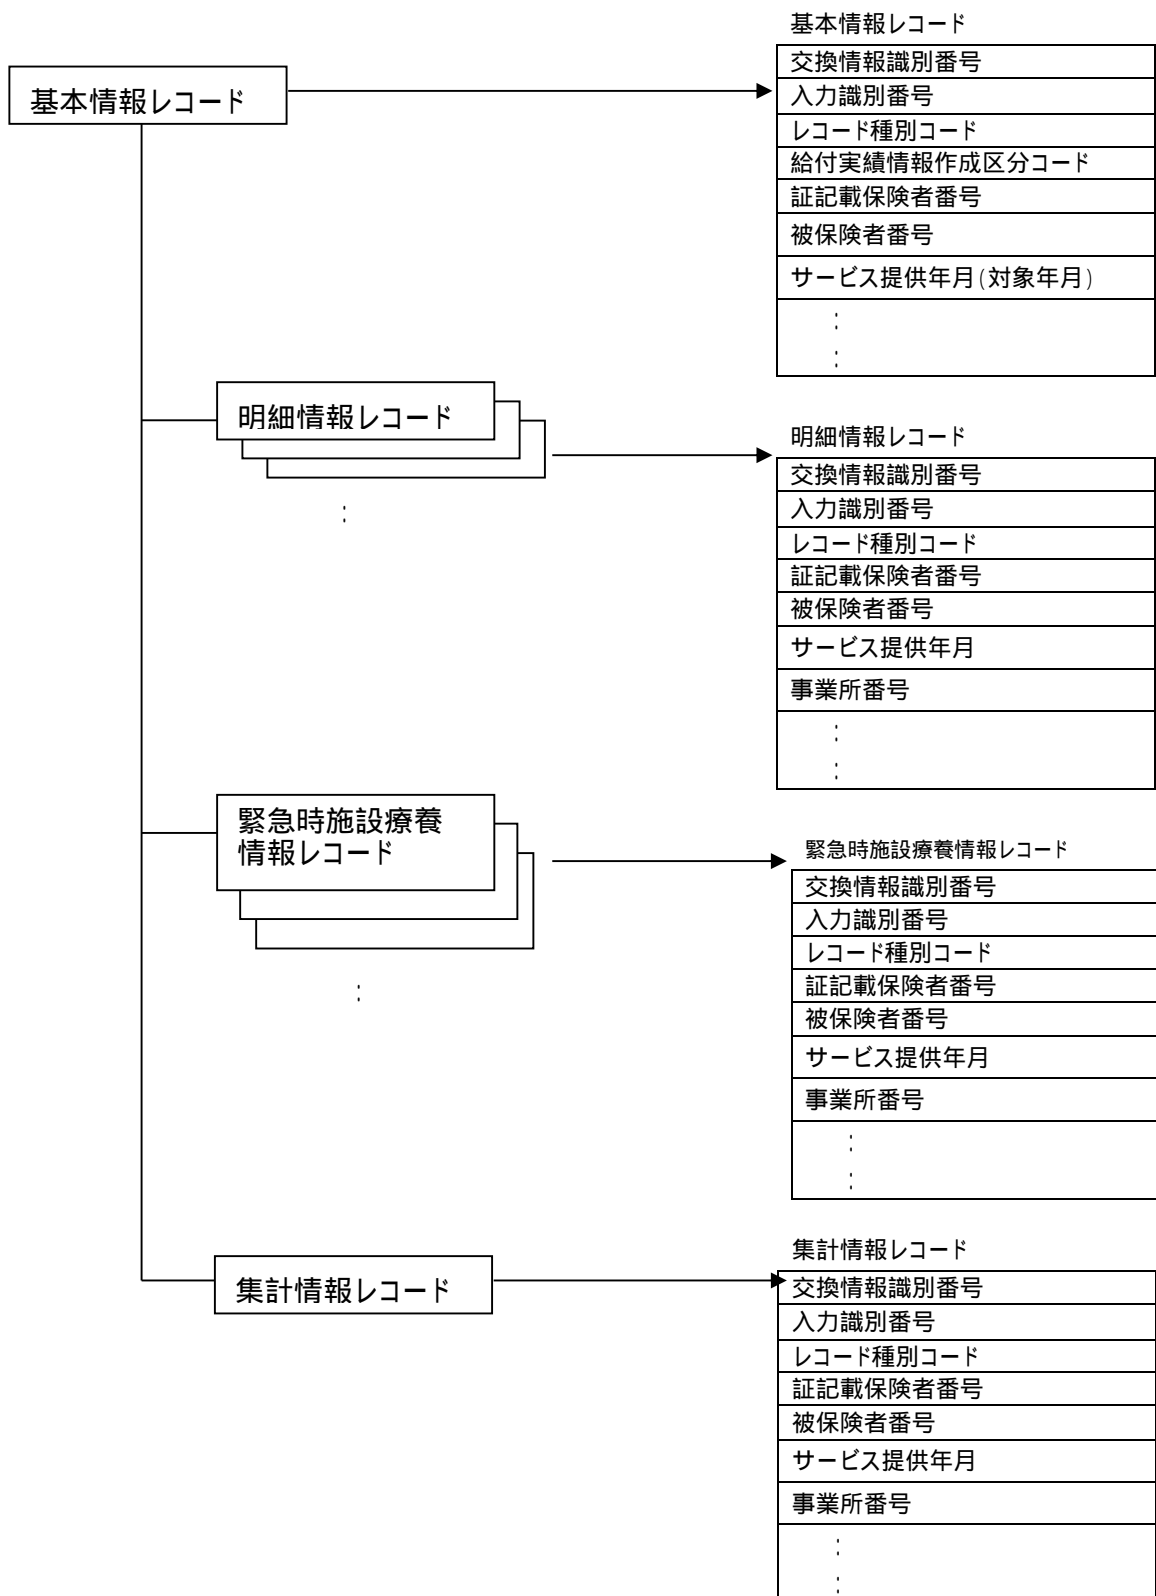 基本情報レコード
基本情報レコード
交換情報識別番号
入力識別番号
レコード種別コード
給付実績情報作成区分コード
証記載保険者番号
被保険者番号
サービス提供年月(対象年月)
:
:
明細情報レコード
:
明細情報レコード
交換情報識別番号
入力識別番号
レコード種別コード
証記載保険者番号
被保険者番号
サービス提供年月
事業所番号
:
:
緊急時施設療養
情報レコード
:
緊急時施設療養情報レコード
交換情報識別番号
入力識別番号
レコード種別コード
証記載保険者番号
被保険者番号
サービス提供年月
事業所番号
:
:
集計情報レコード
集計情報レコード
交換情報識別番号
入力識別番号
レコード種別コード
証記載保険者番号
被保険者番号
サービス提供年月
事業所番号
:
: